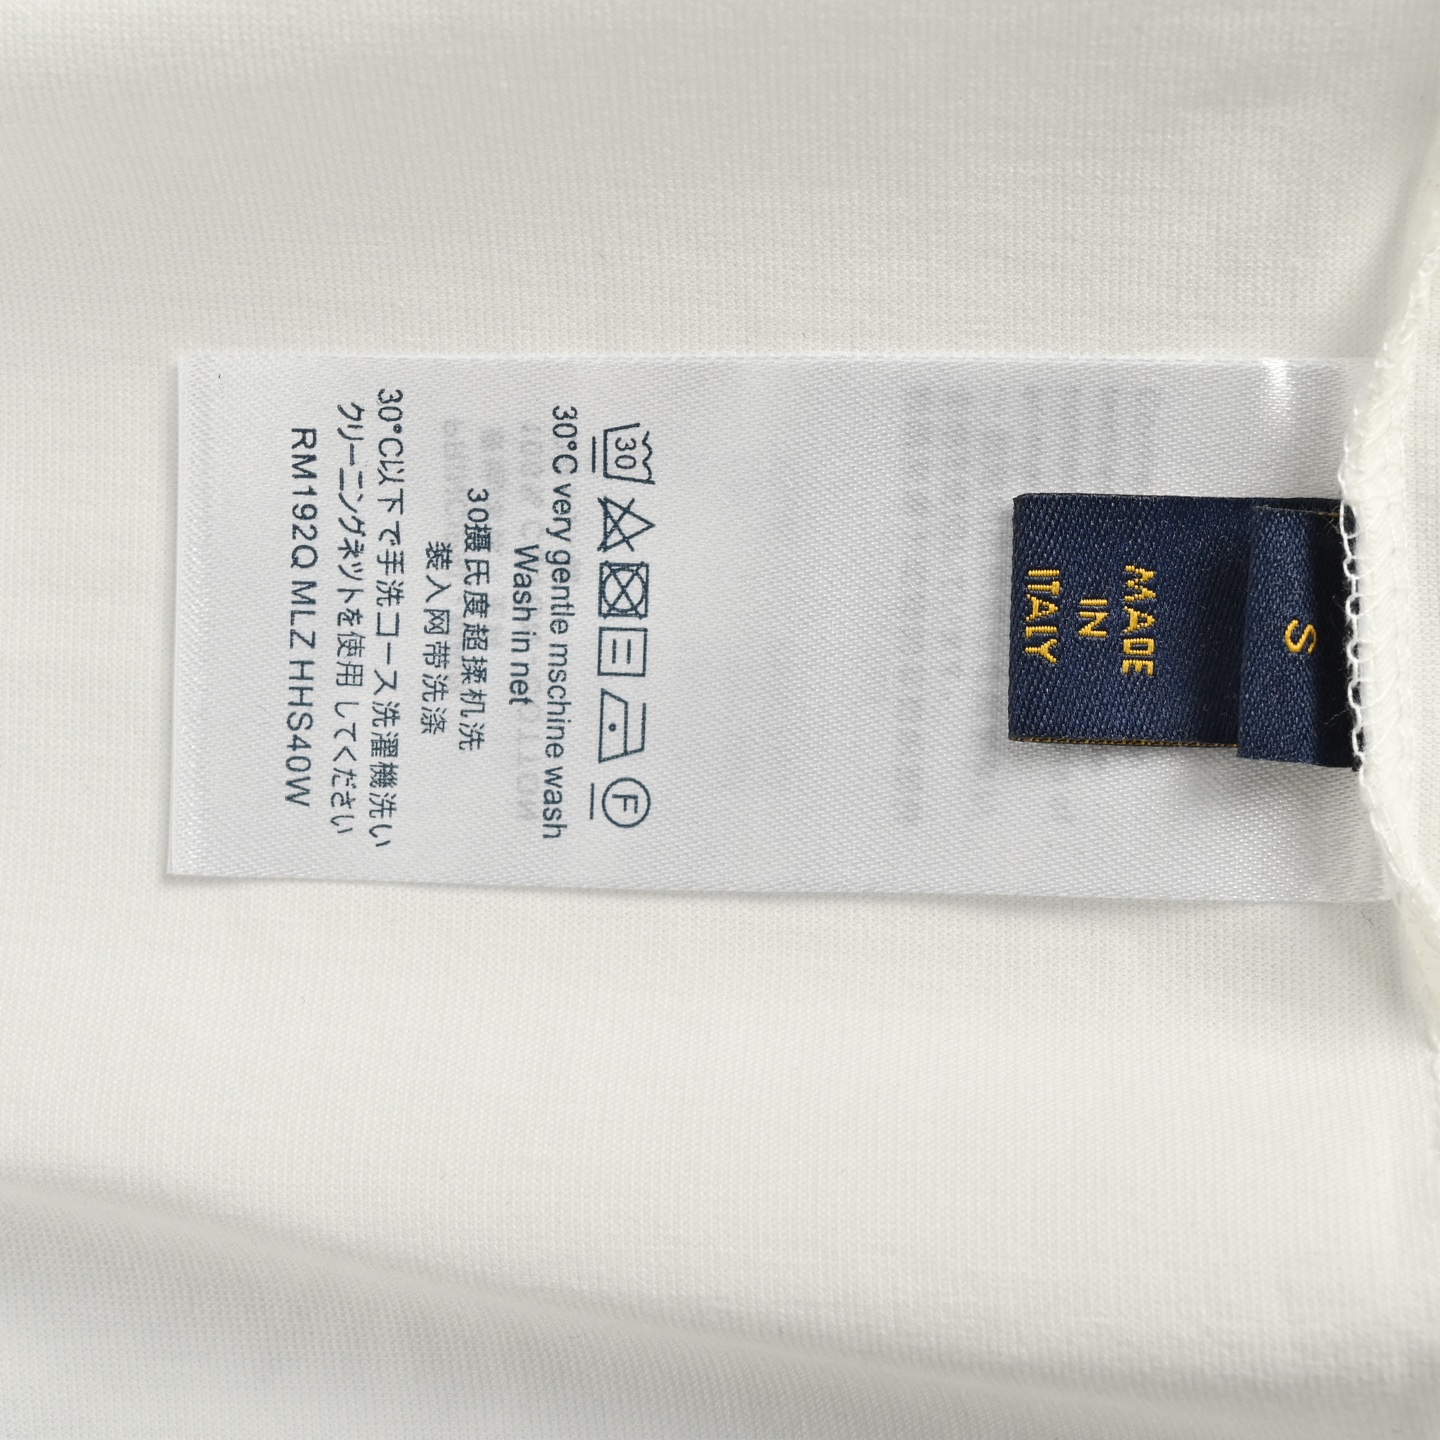 S
MADE
IN
ITALY
30 F
30°C very gentle mschine wash
Wash in net
30摄氏度超揉机洗
装入网带洗涤
30°C以下で手洗コース洗濯機洗い
クリーニングネットを使用してください
RM192Q MLZ HHS40W